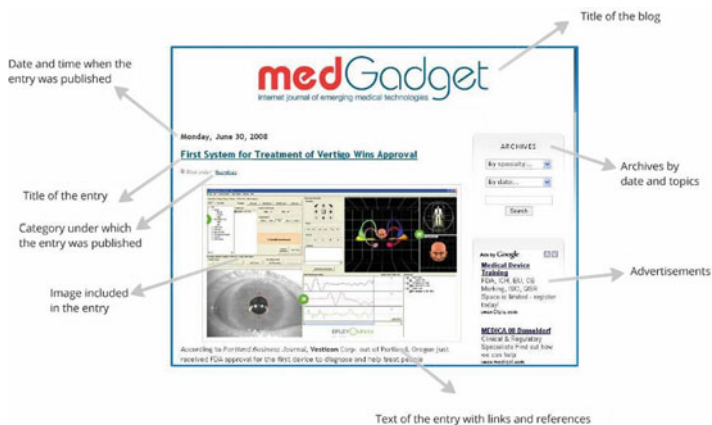 Title of the blog
Date and time when the
entry was published
medGadget
internet journal of emerging medical technologies
Monday, June 30, 2008
First System for Treatment of Vertigo Wins Approval
Filed under:
ARCHIVES
By specialty...
By date...
Search
Archives by
date and topics
Title of the entry
Category under which
the entry was published
Image included
in the entry
Ads by Google
Medical Device
Training
FDA, ICH, EU, CE
Marking, ISO, QSR
Space is limited - register
today!
Advertisements
MEDICA 08 Dusseldorf
Clinical & Regulatory
Specialists Find out how
we can help
According to Portland Business Journal, Vesticon Corp. out of Portland, Oregon just
received FDA approval for the first device to diagnose and help treat people
Text of the entry with links and references